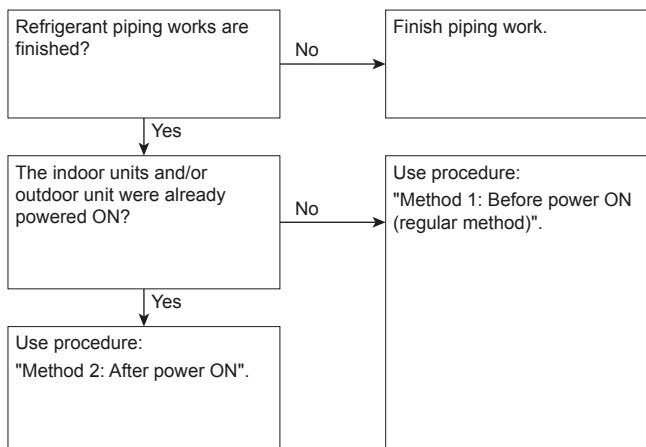 Refrigerant piping works are
finished?
No
Finish piping work.
Yes
The indoor units and/or
outdoor unit were already
powered ON?
No
Use procedure:
"Method 1: Before power ON
(regular method)".
Yes
Use procedure:
"Method 2: After power ON".